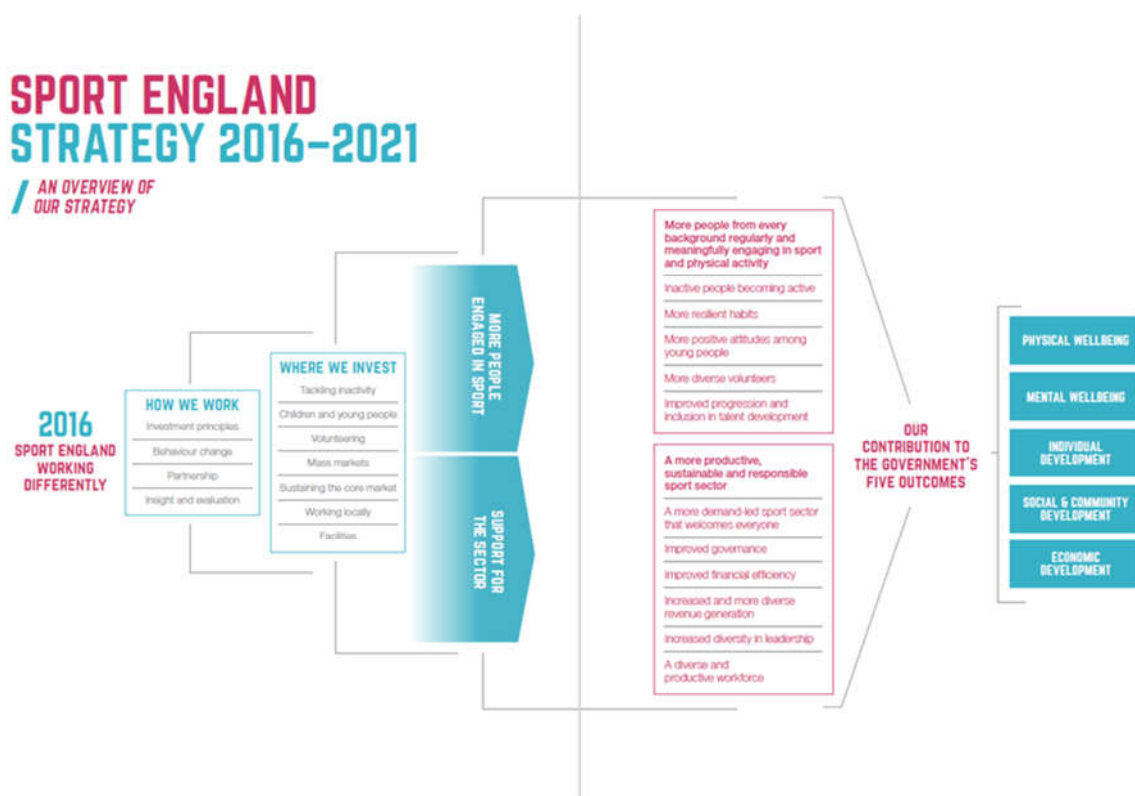 SPORT ENGLAND
STRATEGY 2016–2021
/ AN OVERVIEW OF
OUR STRATEGY
2016
SPORT ENGLAND
WORKING
DIFFERENTLY
HOW WE WORK
Investment principles
Behaviour change
Partnership
Insight and evaluation
WHERE WE INVEST
Tackling inactivity
Children and young people
Volunteering
Mass markets
Sustaining the core market
Working locally
Facilities
MORE PEOPLE
ENGAGED IN SPORT
SUPPORT FOR
THE SECTOR
More people from every
background regularly and
meaningfully engaging in sport
and physical activity
Inactive people becoming active
More resilient habits
More positive attitudes among
young people
More diverse volunteers
Improved progression and
inclusion in talent development
A more productive,
sustainable and responsible
sport sector
A more demand-led sport sector
that welcomes everyone
Improved governance
Improved financial efficiency
Increased and more diverse
revenue generation
Increased diversity in leadership
A diverse and
productive workforce
OUR
CONTRIBUTION TO
THE GOVERNMENT'S
FIVE OUTCOMES
PHYSICAL WELLBEING
MENTAL WELLBEING
INDIVIDUAL
DEVELOPMENT
SOCIAL & COMMUNITY
DEVELOPMENT
ECONOMIC
DEVELOPMENT